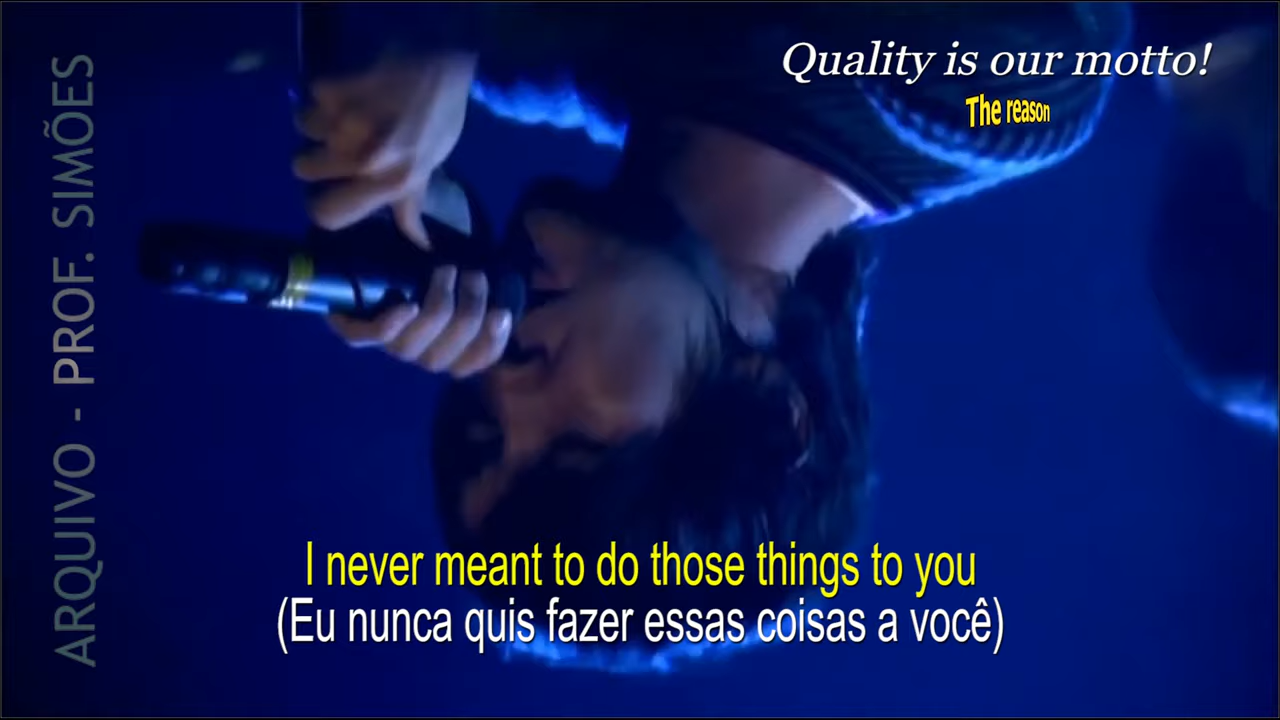 Quality is our motto!
The reason
ARQUIVO - PROF. SIMÕES
I never meant to do those things to you
(Eu nunca quis fazer essas coisas a você)